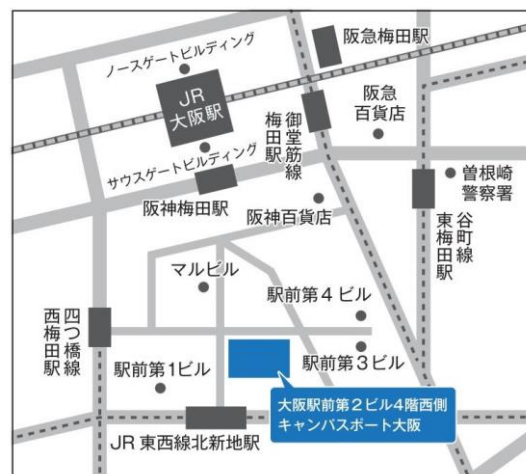 阪急梅田駅
ノースゲートビルディング
JR
大阪駅
御堂筋線
梅田駅
阪急
百貨店
サウスゲートビルディング
阪神梅田駅
曽根崎
警察署
阪神百貨店
谷町線
東梅田駅
マルビル
駅前第4ビル
四つ橋線
西梅田駅
駅前第1ビル
駅前第3ビル
大阪駅前第2ビル4階西側
キャンパスポート大阪
JR 東西線北新地駅